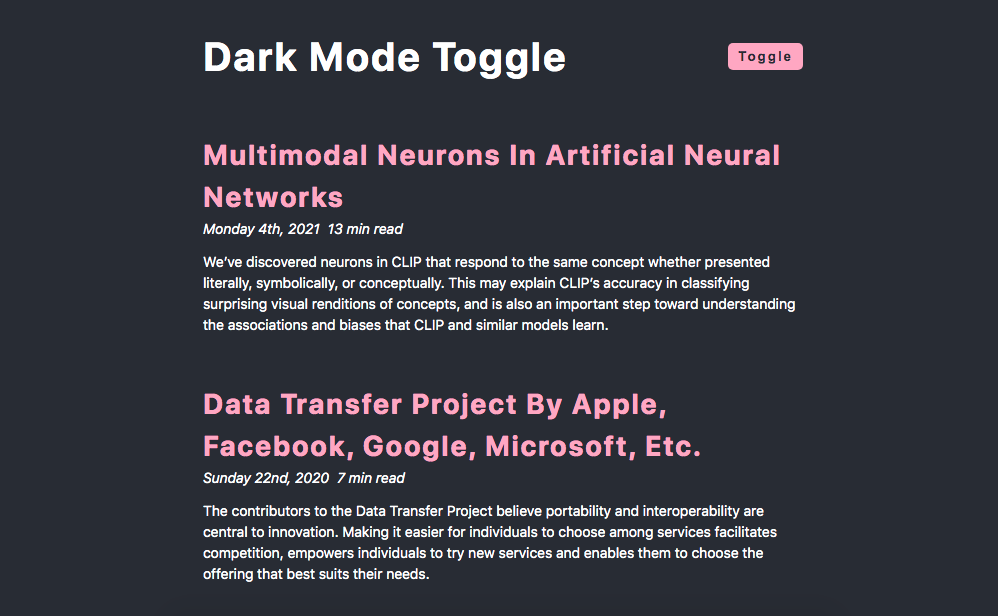 Dark Mode Toggle
Toggle
Multimodal Neurons In Artificial Neural
Networks
Monday 4th, 2021 13 min read
We’ve discovered neurons in CLIP that respond to the same concept whether presented
literally, symbolically, or conceptually. This may explain CLIP’s accuracy in classifying
surprising visual renditions of concepts, and is also an important step toward understanding
the associations and biases that CLIP and similar models learn.
Data Transfer Project By Apple,
Facebook, Google, Microsoft, Etc.
Sunday 22nd, 2020 7 min read
The contributors to the Data Transfer Project believe portability and interoperability are
central to innovation. Making it easier for individuals to choose among services facilitates
competition, empowers individuals to try new services and enables them to choose the
offering that best suits their needs.